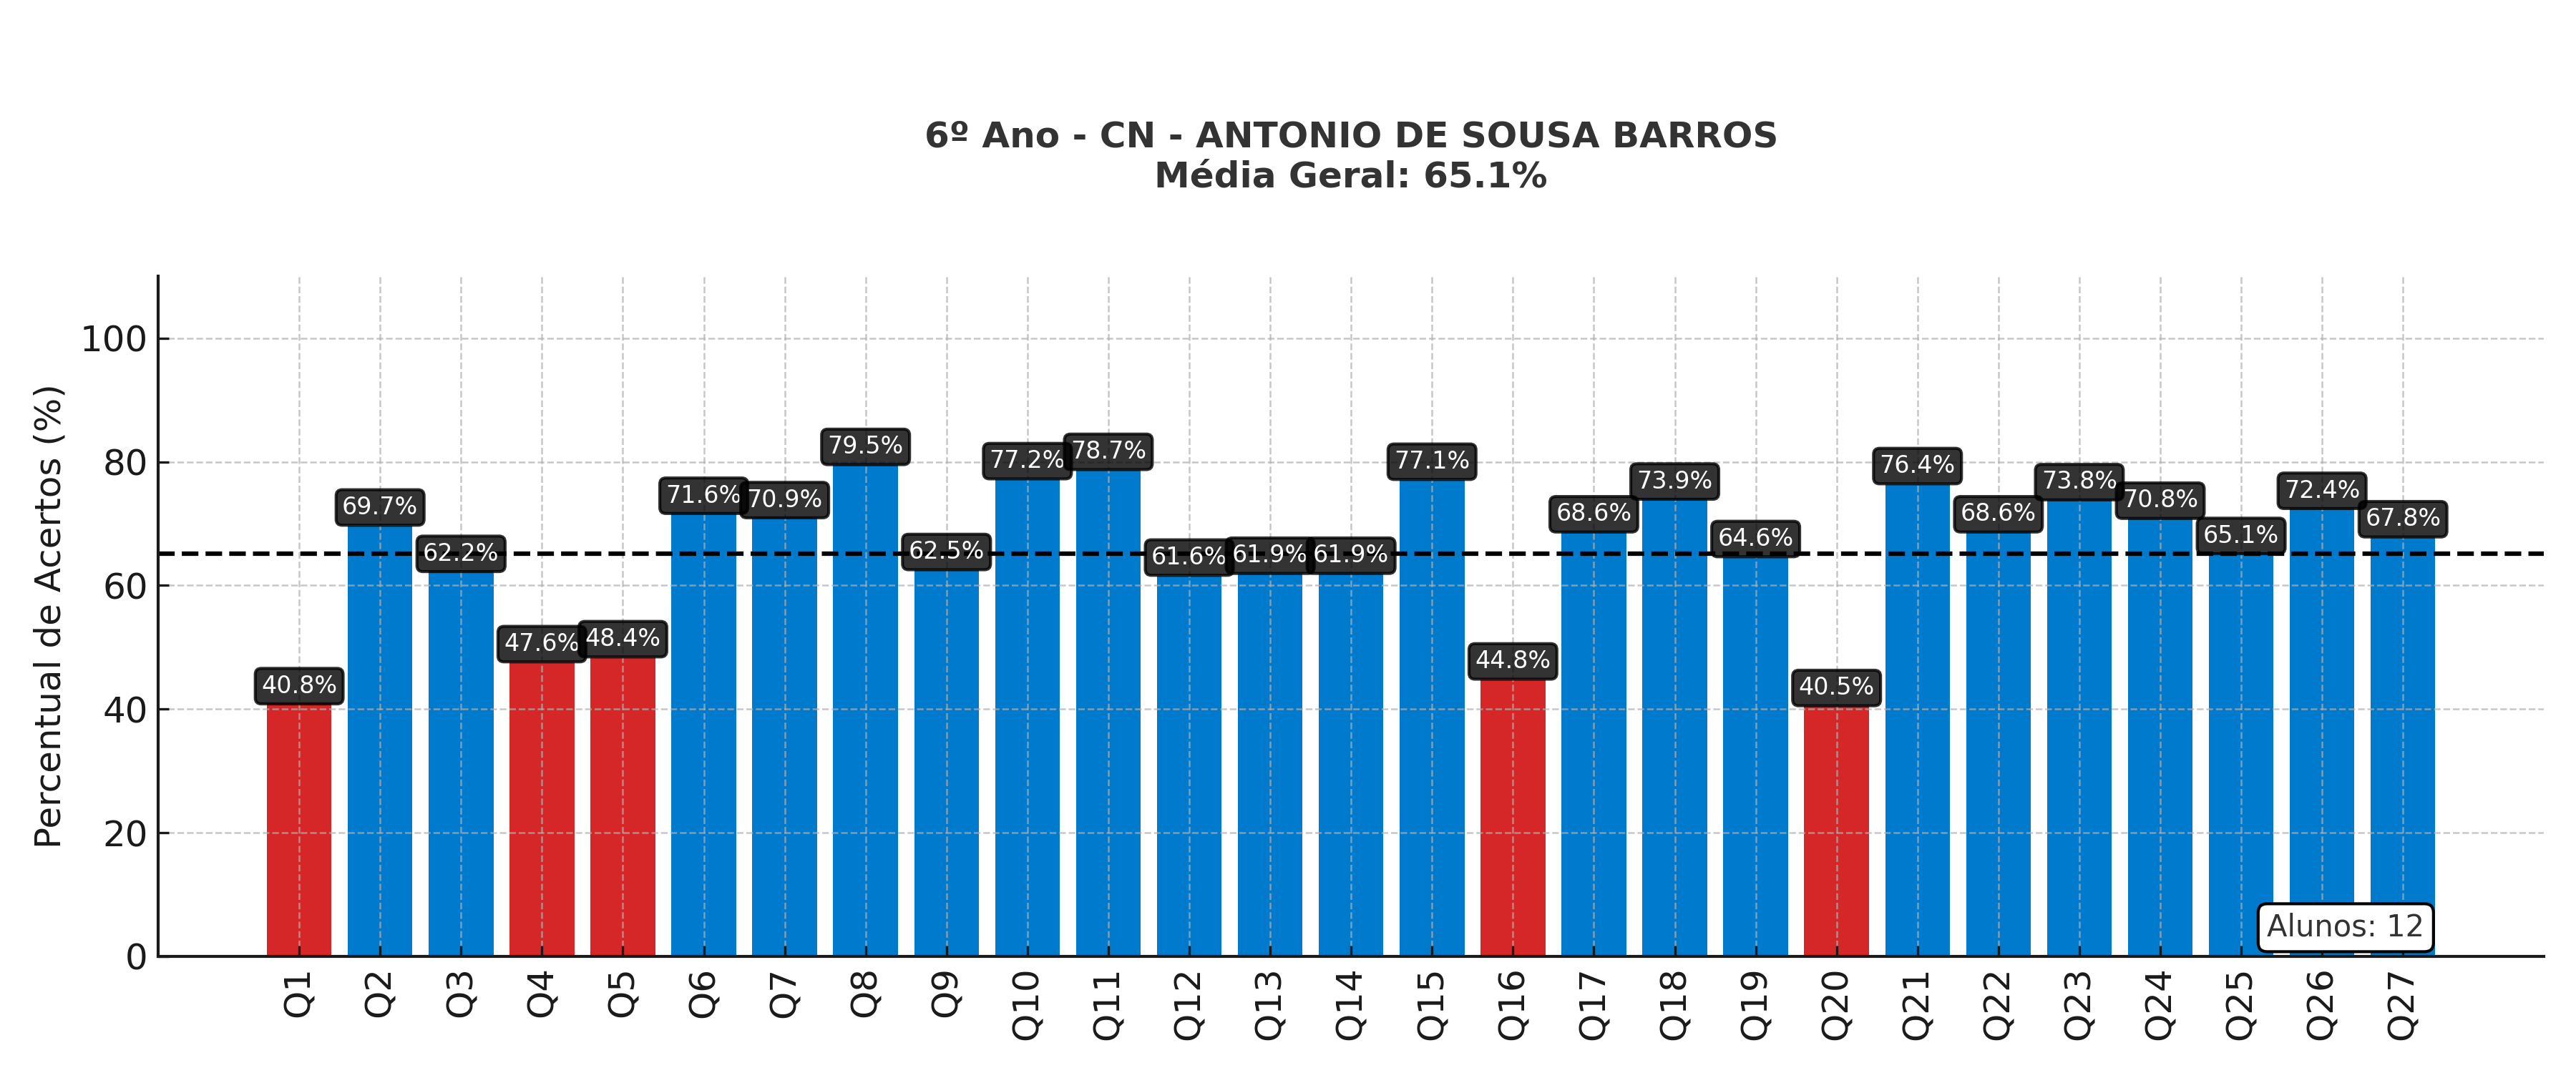 6º Ano - CN - ANTONIO DE SOUSA BARROS
Média Geral: 65.1%
Percentual de Acertos (%)
100
80
60
40
20
0
40.8%
69.7%
62.2%
47.6%
48.4%
71.6%
70.9%
79.5%
62.5%
77.2%
78.7%
61.6%
61.9%
61.9%
77.1%
44.8%
68.6%
73.9%
64.6%
40.5%
76.4%
68.6%
73.8%
70.8%
65.1%
72.4%
67.8%
Alunos: 12
Q1
Q2
Q3
Q4
Q5
Q6
Q7
Q8
Q9
Q10
Q11
Q12
Q13
Q14
Q15
Q16
Q17
Q18
Q19
Q20
Q21
Q22
Q23
Q24
Q25
Q26
Q27